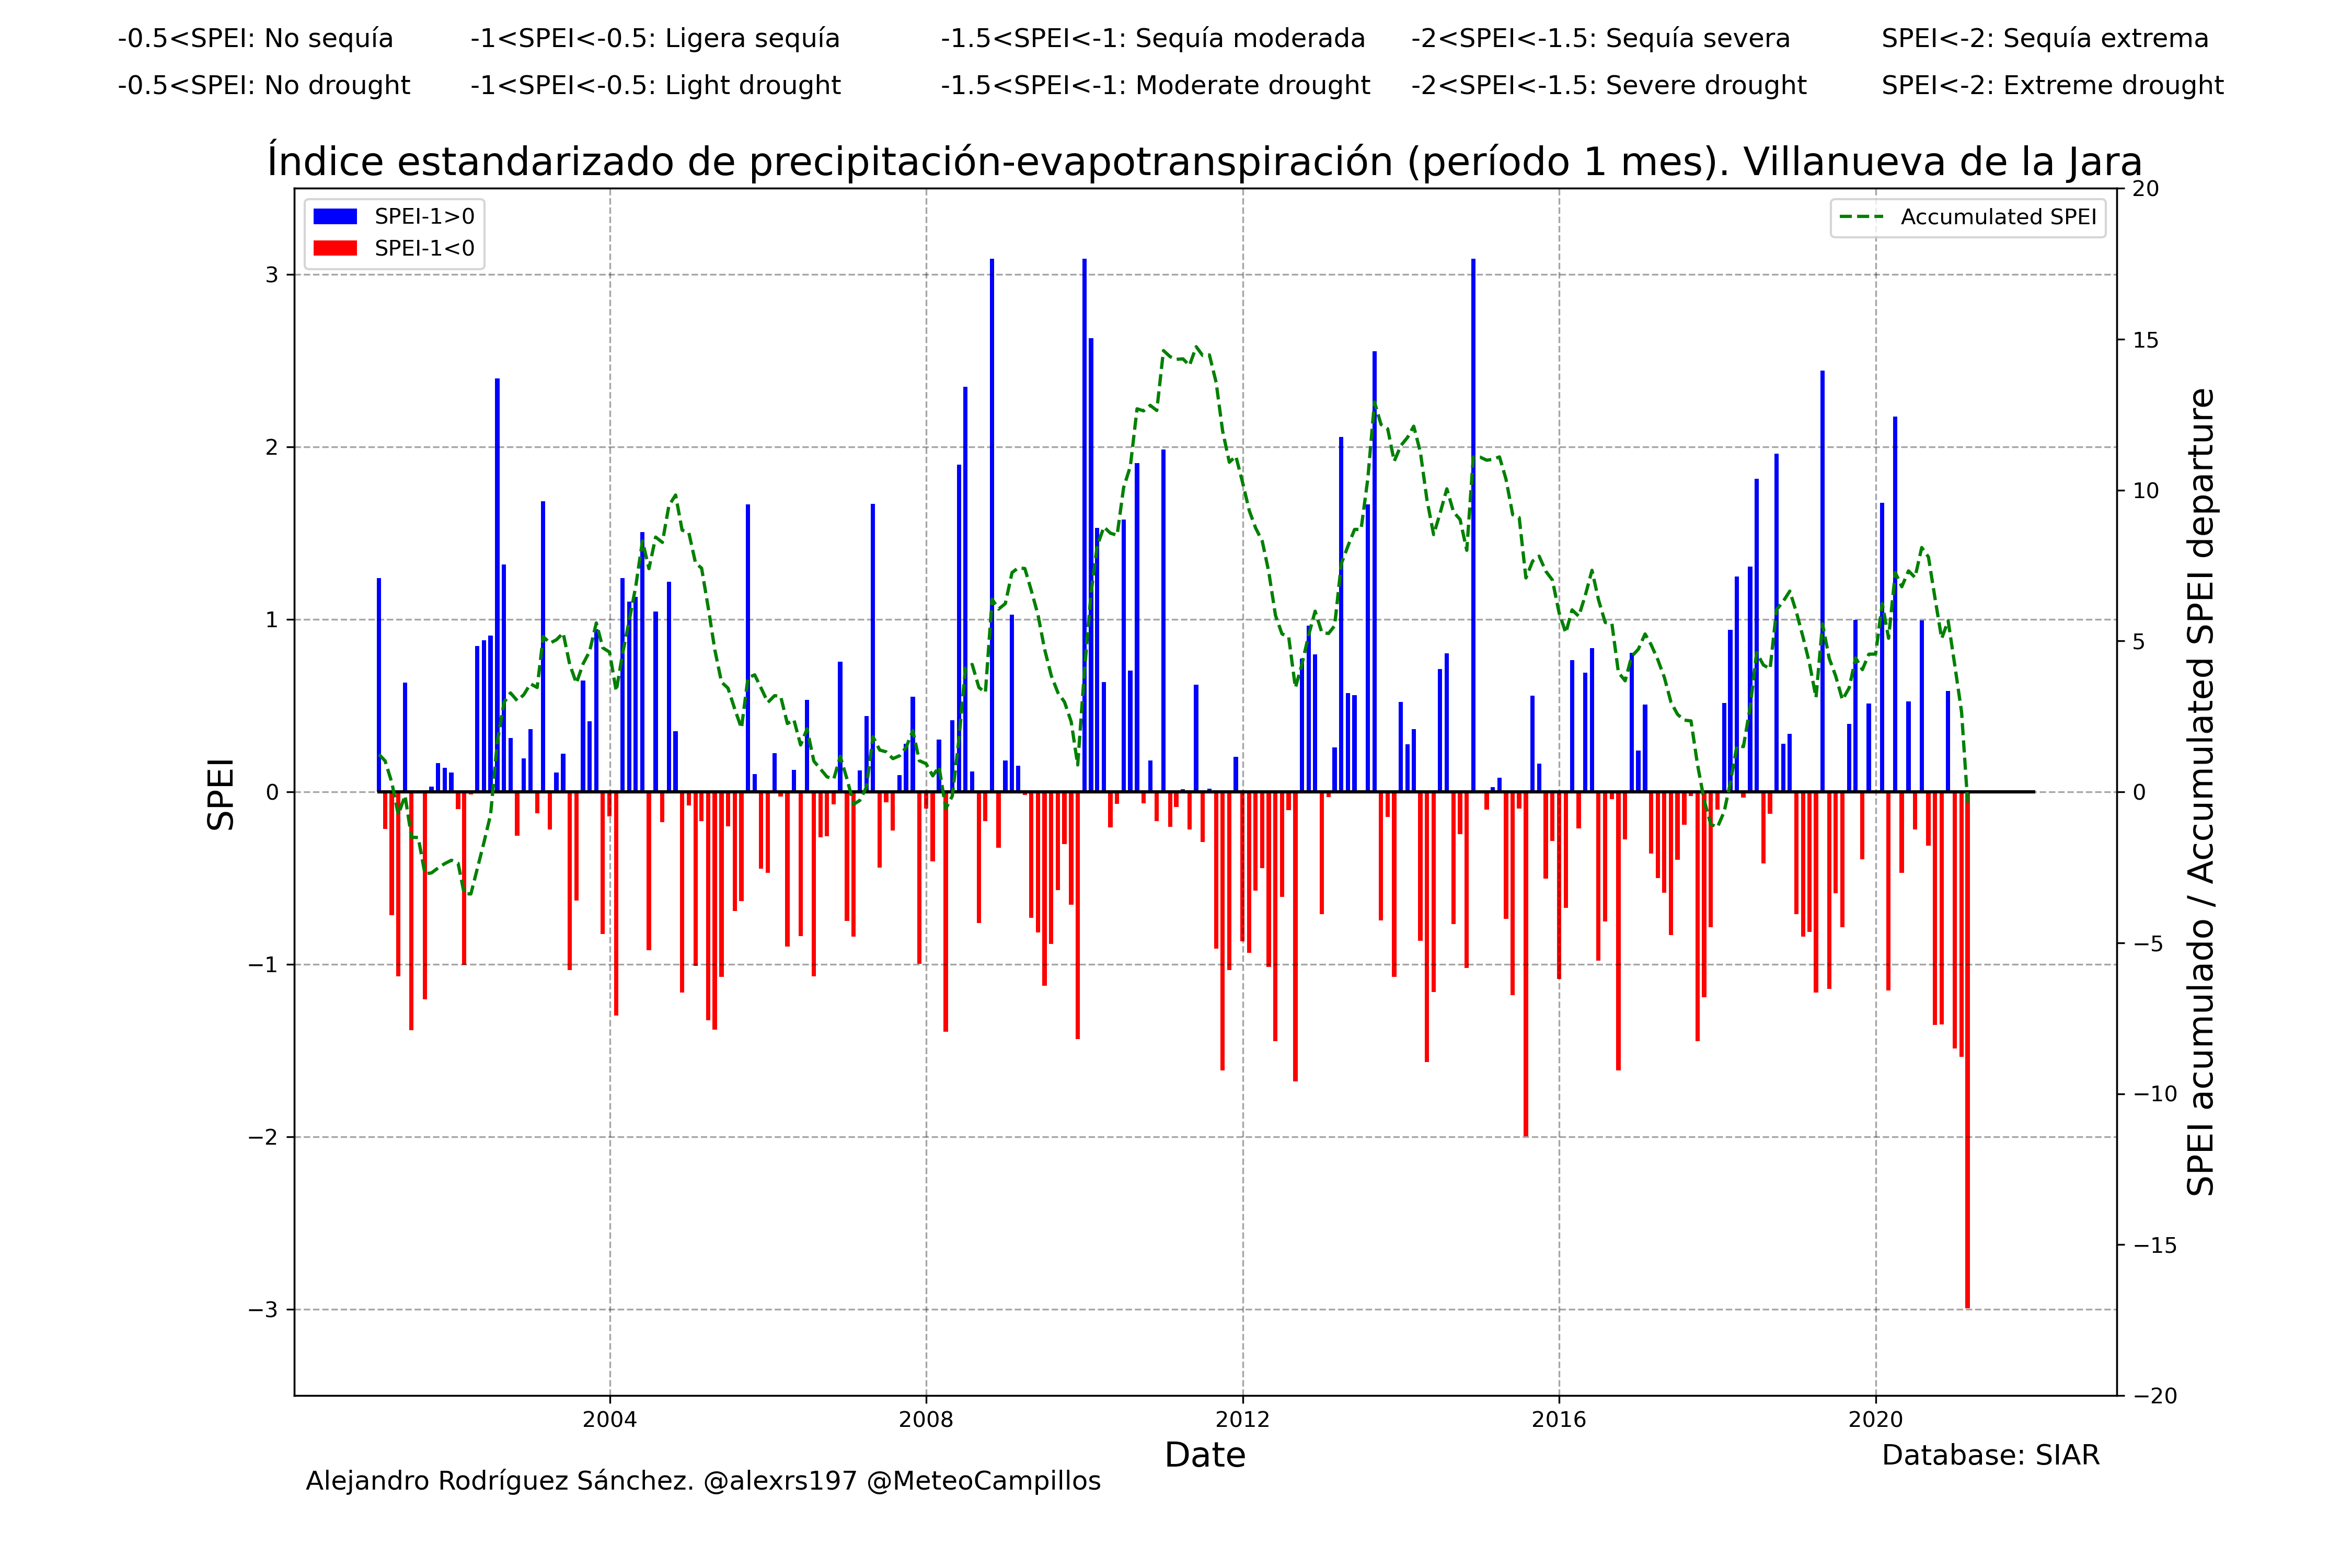 -0.5<SPEI: No sequía
-1<SPEI<-0.5: Ligera sequía
-1.5<SPEI<-1: Sequía moderada
-2<SPEI<-1.5: Sequía severa
SPEI<-2: Sequía extrema
-0.5<SPEI: No drought
-1<SPEI<-0.5: Light drought
-1.5<SPEI<-1: Moderate drought
-2<SPEI<-1.5: Severe drought
SPEI<-2: Extreme drought
Índice estandarizado de precipitación-evapotranspiración (período 1 mes). Villanueva de la Jara
SPEI-1>0
SPEI-1<0
Accumulated SPEI
SPEI
3
2
1
0
−1
−2
−3
20
15
10
5
0
−5
−10
−15
−20
SPEI acumulado / Accumulated SPEI departure
2004
2008
2012
2016
2020
Date
Database: SIAR
Alejandro Rodríguez Sánchez. @alexrs197 @MeteoCampillos